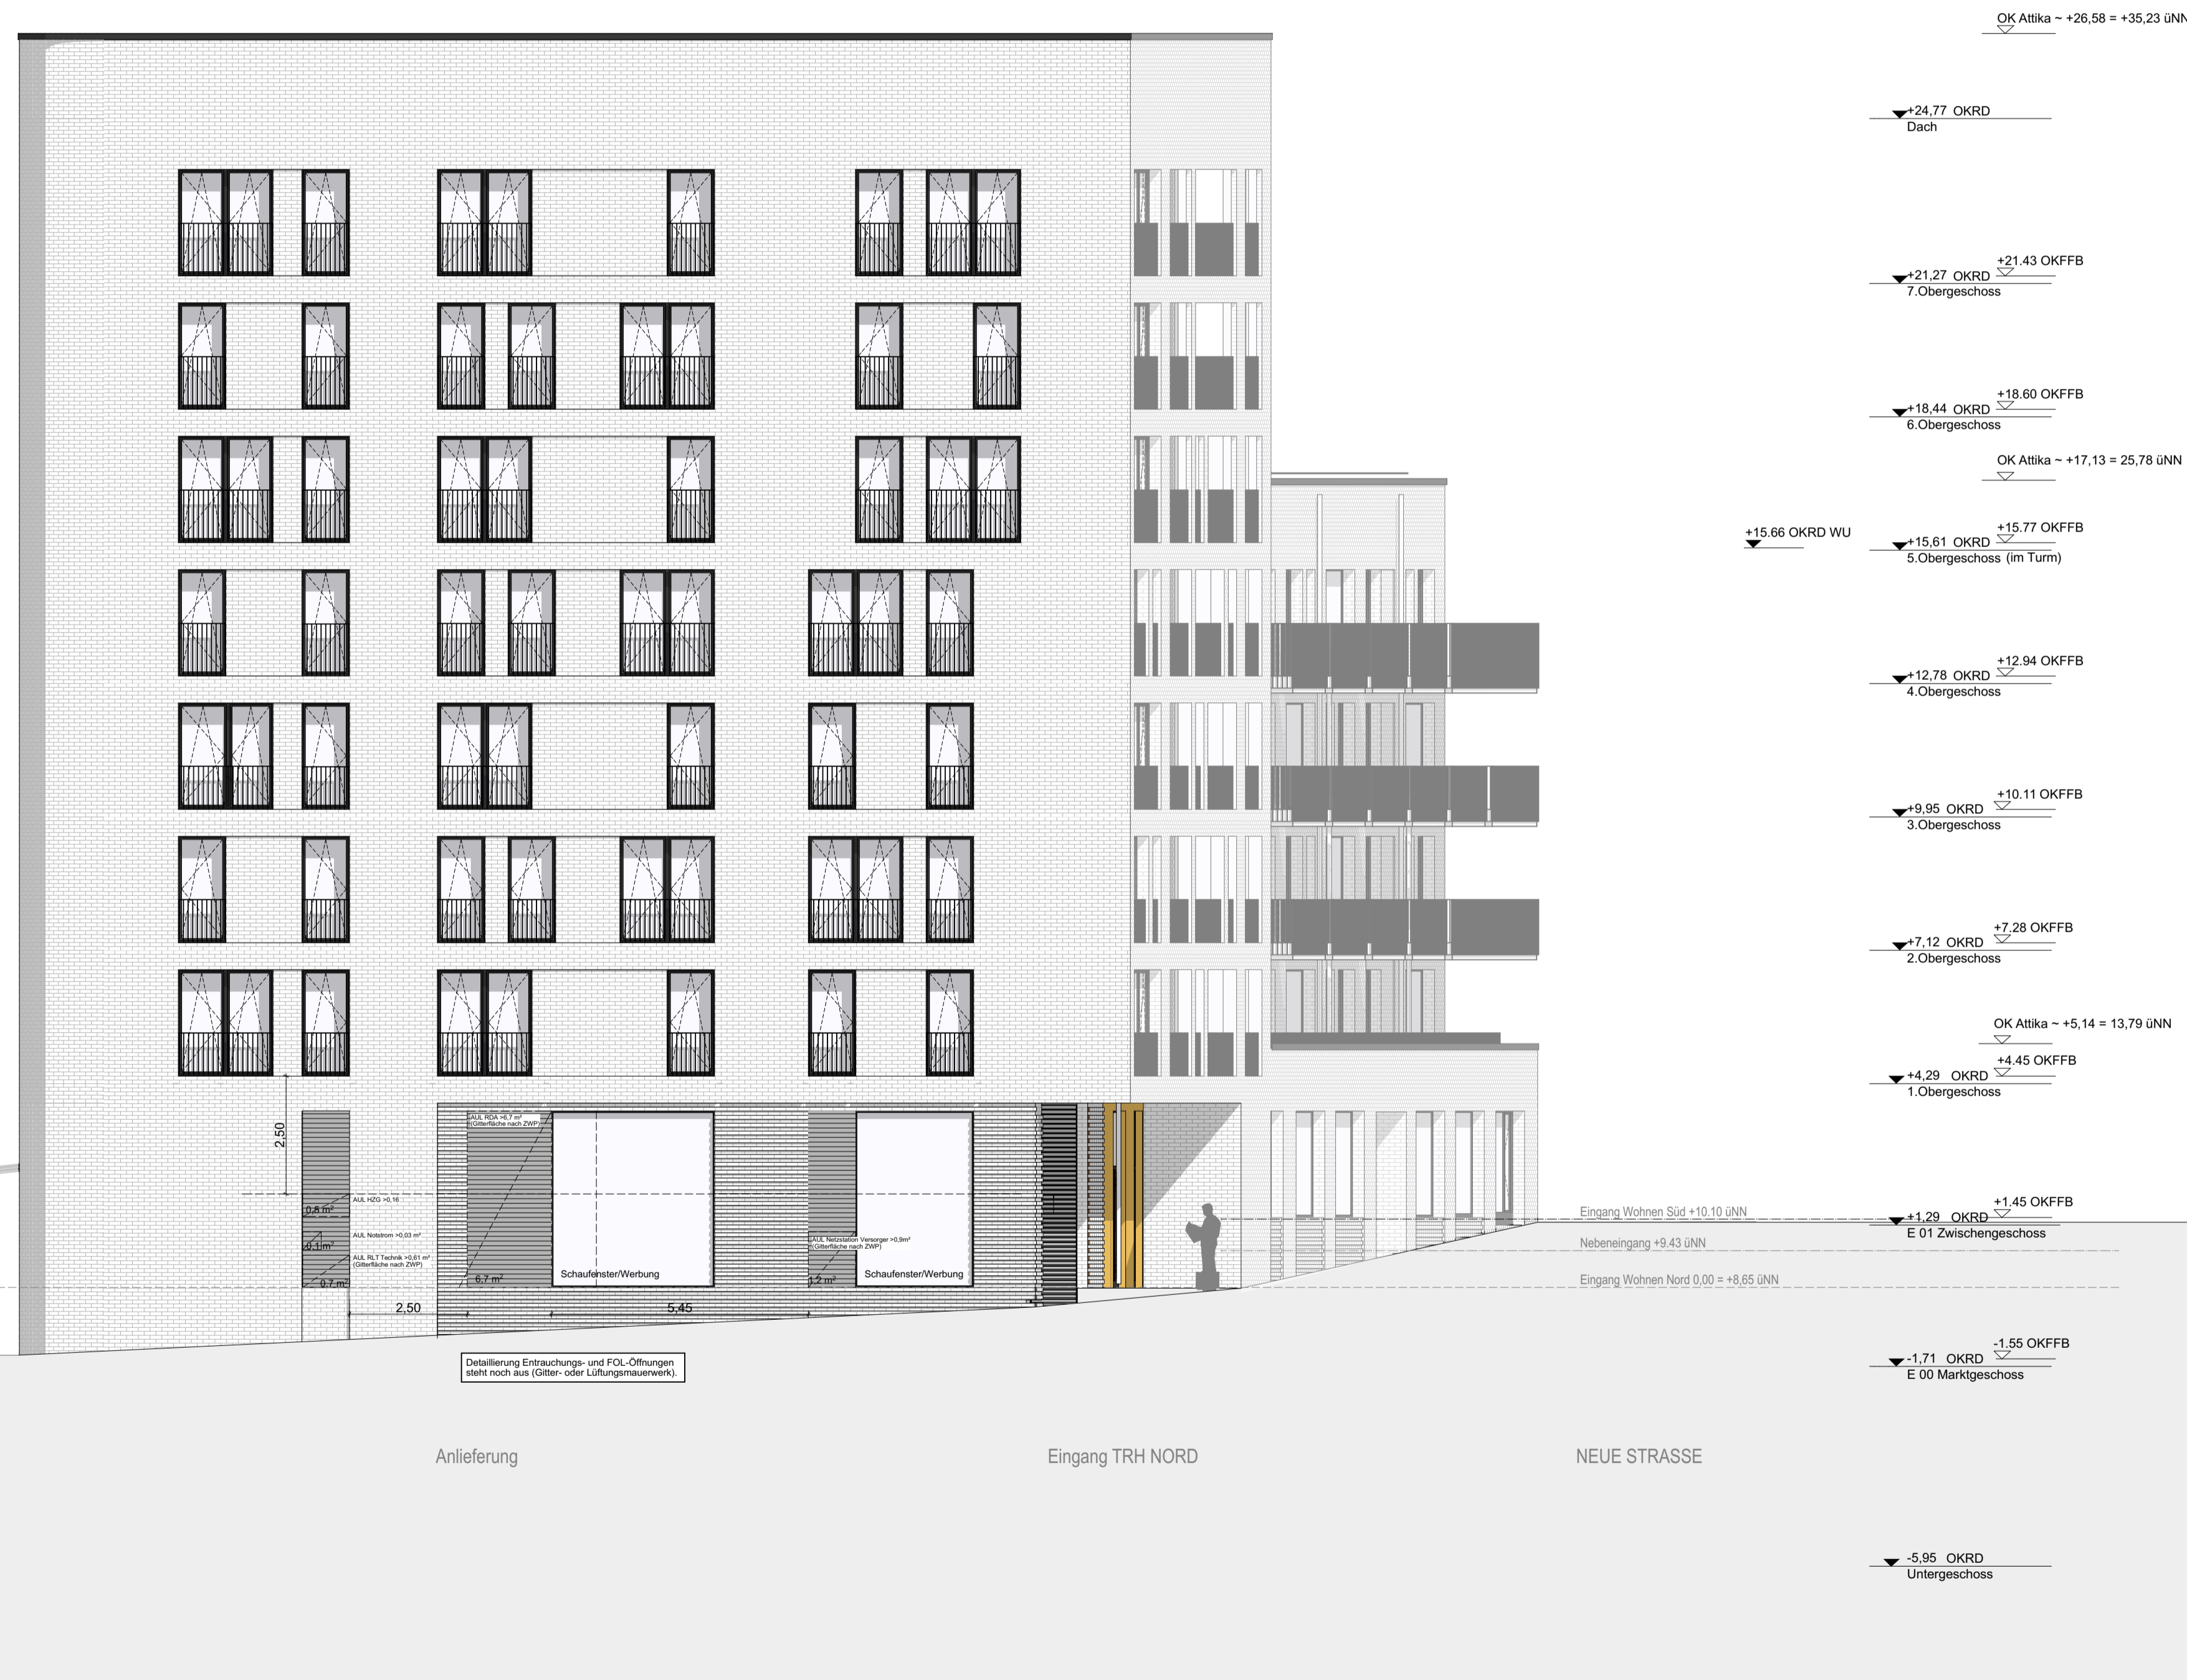 OK Attika ~ +26,58 = +35,23 üNN
+24,77 OKRD
Dach
+21.43 OKFFB
+21,27 OKRD
7.Obergeschoss
+18.60 OKFFB
+18,44 OKRD
6.Obergeschoss
OK Attika ~ +17,13 = 25,78 üNN
+15.66 OKRD WU
+15.77 OKFFB
+15,61 OKRD
5.Obergeschoss (im Turm)
+12.94 OKFFB
+12,78 OKRD
4.Obergeschoss
+10.11 OKFFB
+9,95 OKRD
3.Obergeschoss
+7.28 OKFFB
+7,12 OKRD
2.Obergeschoss
OK Attika ~ +5,14 = 13,79 üNN
+4.45 OKFFB
+4,29 OKRD
1.Obergeschoss
2,50
AUL RDA >6,7 m²
(Gitterfläche nach ZWP)
AUL HZG >0,16
0,8 m²
AUL Notstrom >0,03 m²
0,1m²
AUL RLT Technik >0,61 m²
(Gitterfläche nach ZWP)
0,7 m²
6,7 m²
Schaufenster/Werbung
AUL Netzstation Versorger >0,9m²
(Gitterfläche nach ZWP)
1,2 m²
Schaufenster/Werbung
2,50
5,45
Eingang Wohnen Süd +10.10 üNN
+1.45 OKFFB
+1,29 OKRD
E 01 Zwischengeschoss
Nebeneingang +9.43 üNN
Eingang Wohnen Nord 0,00 = +8,65 üNN
-1.55 OKFFB
-1,71 OKRD
E 00 Marktgeschoss
Detaillierung Entrauchungs- und FOL-Öffnungen
steht noch aus (Gitter- oder Lüftungsmauerwerk).
Anlieferung
Eingang TRH NORD
NEUE STRASSE
-5,95 OKRD
Untergeschoss